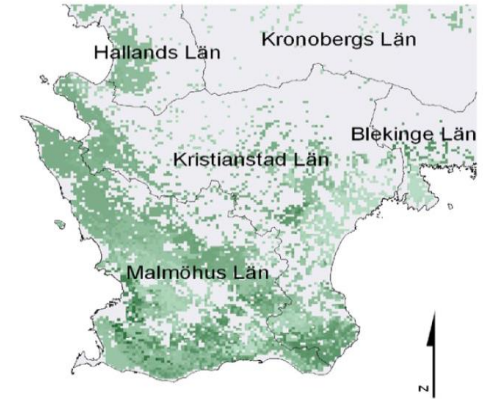 Kronobergs Län
Hallands Län
Blekinge Län
Kristianstad Län
Malmöhus Län
N